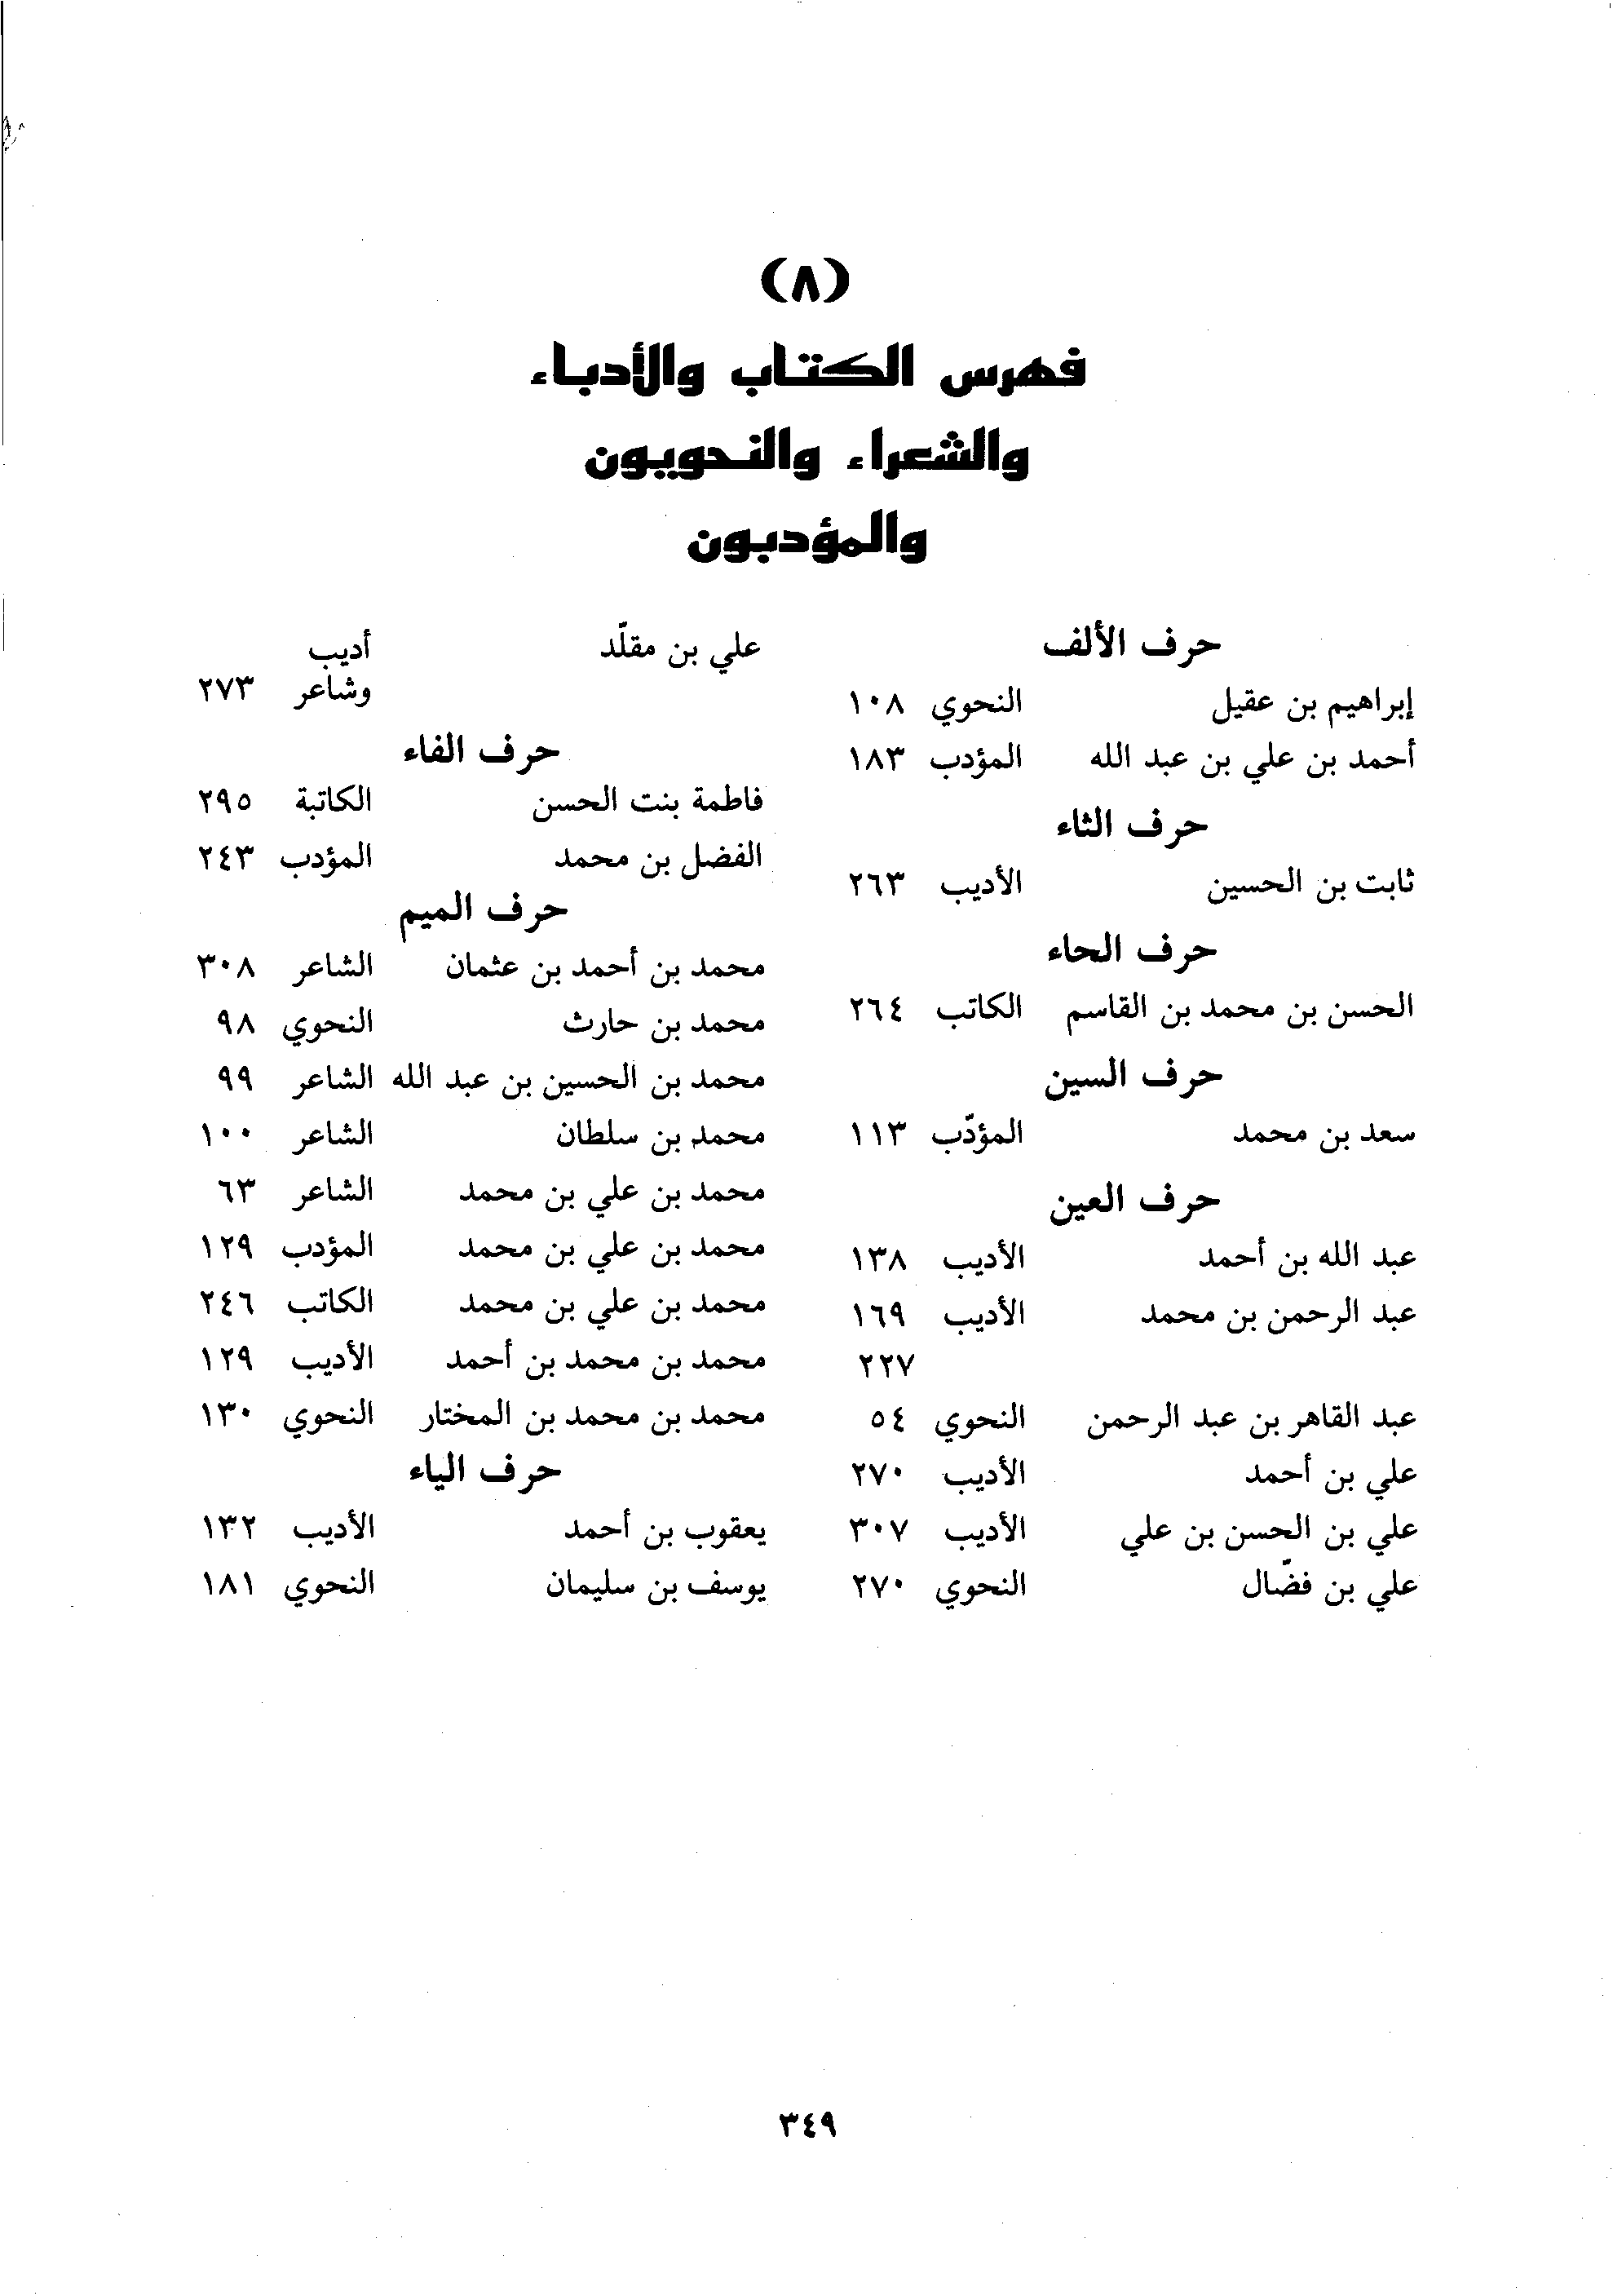 (٨)
فهرس الكتاب والأدباء
والشعراء والنحويون
والمؤدبون
حرف الألف
إبراهيم بن عقيل النحوي ١٠٨
أحمد بن علي بن عبد الله المؤدب ١٨٣
حرف الثاء
ثابت بن الحسين الأديب ٢٦٣
حرف الحاء
الحسن بن محمد بن القاسم الكاتب ٢٦٤
حرف السين
سعد بن محمد المؤدّب ١١٣
حرف العين
عبد الله بن أحمد الأديب ١٣٨
عبد الرحمن بن محمد الأديب ١٦٩
٢٢٧
عبد القاهر بن عبد الرحمن النحوي ٥٤
علي بن أحمد الأديب ٢٧٠
علي بن الحسن بن علي الأديب ٣٠٧
علي بن فضّال النحوي ٢٧٠
علي بن مقلّد أديب
وشاعر ٢٧٣
حرف الفاء
فاطمة بنت الحسن الكاتبة ٢٩٥
الفضل بن محمد المؤدب ٢٤٣
حرف الميم
محمد بن أحمد بن عثمان الشاعر ٣٠٨
محمد بن حارث النحوي ٩٨
محمد بن الحسين بن عبد الله الشاعر ٩٩
محمد بن سلطان الشاعر ١٠٠
محمد بن علي بن محمد الشاعر ٦٣
محمد بن علي بن محمد المؤدب ١٢٩
محمد بن علي بن محمد الكاتب ٢٤٦
محمد بن محمد بن أحمد الأديب ١٢٩
محمد بن محمد بن المختار النحوي ١٣٠
حرف الياء
يعقوب بن أحمد الأديب ١٣٢
يوسف بن سليمان النحوي ١٨١
٣٤٩